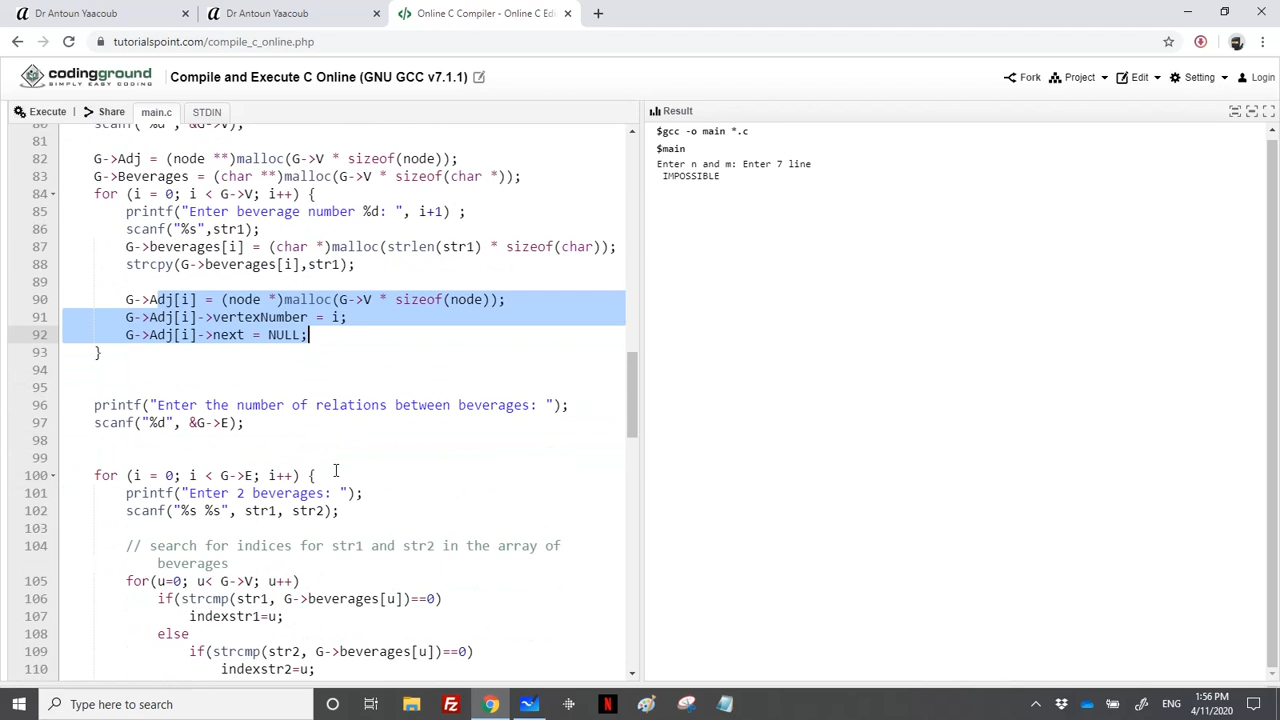 Dr Antoun Yaacoub
Dr Antoun Yaacoub
Online C Compiler - Online C Edi
tutorialspoint.com/compile_c_online.php
codingground
SIMPLY EASY CODING
Compile and Execute C Online (GNU GCC v7.1.1)
Fork
Project
Edit
Setting
Login
Execute
Share
main.c
STDIN
Result
80 scanf("%d", &G->V);
81
82 G->Adj = (node **)malloc(G->V * sizeof(node));
83 G->Beverages = (char **)malloc(G->V * sizeof(char *));
84 for (i = 0; i < G->V; i++) {
85 printf("Enter beverage number %d: ", i+1) ;
86 scanf("%s",str1);
87 G->beverages[i] = (char *)malloc(strlen(str1) * sizeof(char));
88 strcpy(G->beverages[i],str1);
89
90 G->Adj[i] = (node *)malloc(G->V * sizeof(node));
91 G->Adj[i]->vertexNumber = i;
92 G->Adj[i]->next = NULL;
93 }
94
95
96 printf("Enter the number of relations between beverages: ");
97 scanf("%d", &G->E);
98
99
100 for (i = 0; i < G->E; i++) {
101 printf("Enter 2 beverages: ");
102 scanf("%s %s", str1, str2);
103
104 // search for indices for str1 and str2 in the array of
beverages
105 for(u=0; u< G->V; u++)
106 if(strcmp(str1, G->beverages[u])==0)
107 indexstr1=u;
108 else
109 if(strcmp(str2, G->beverages[u])==0)
110 indexstr2=u;
$gcc -o main *.c
$main
Enter n and m: Enter 7 line
IMPOSSIBLE
Type here to search
ENG
1:56 PM
4/11/2020